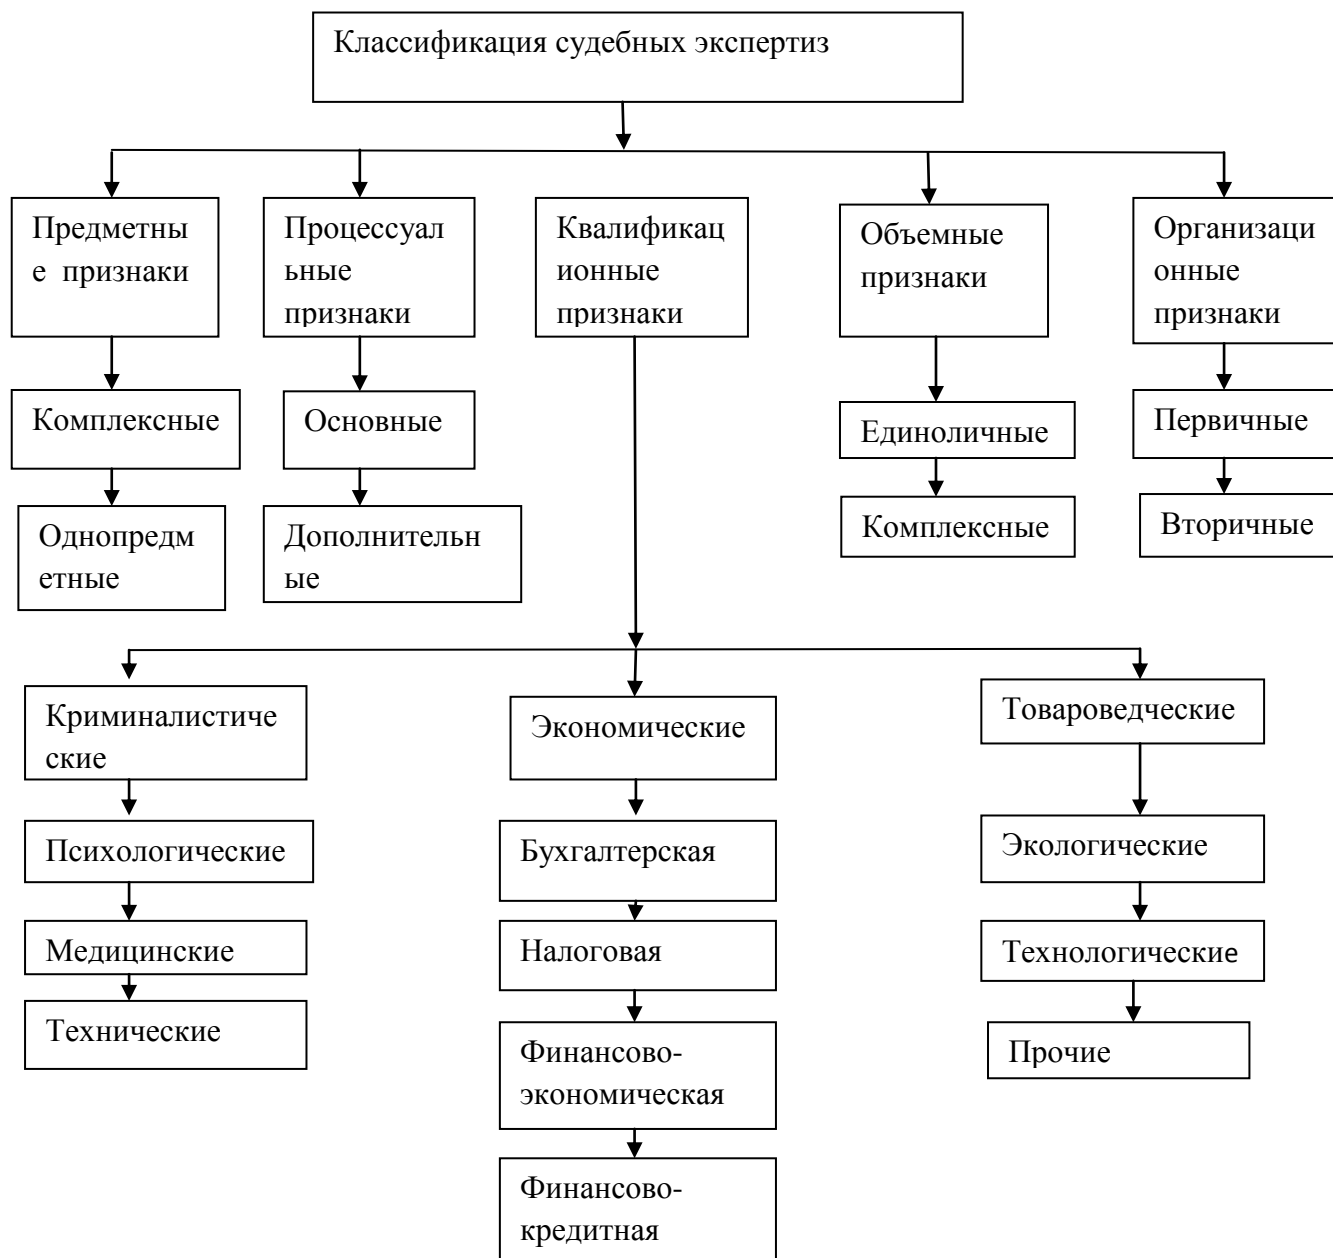 Классификация судебных экспертиз
Предметны
е признаки
Процессуал
ьные
признаки
Квалификац
ионные
признаки
Объемные
признаки
Организаци
онные
признаки
Комплексные
Основные
Единоличные
Первичные
Однопредм
етные
Дополнительн
ые
Комплексные
Вторичные
Криминалистиче
ские
Экономические
Товароведческие
Психологические
Бухгалтерская
Экологические
Медицинские
Налоговая
Технологические
Технические
Финансово-
экономическая
Прочие
Финансово-
кредитная